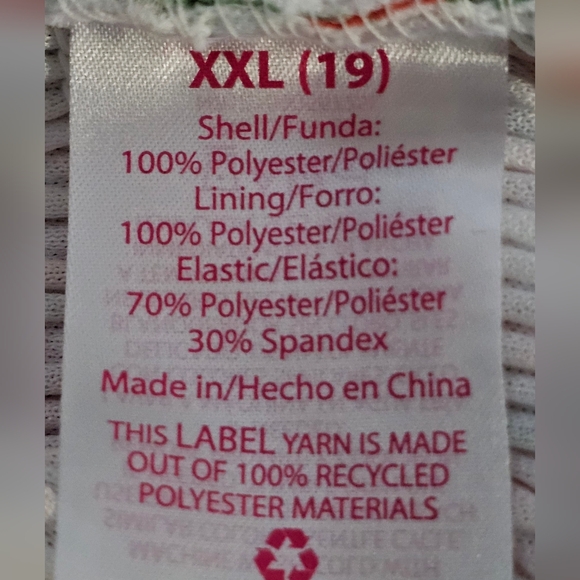 XXL (19)
Shell/Funda:
100% Polyester/Poliéster
Lining/Forro:
100% Polyester/Poliéster
Elastic/Elástico:
70% Polyester/Poliéster
30% Spandex
Made in/Hecho en China
THIS LABEL YARN IS MADE
OUT OF 100% RECYCLED
POLYESTER MATERIALS